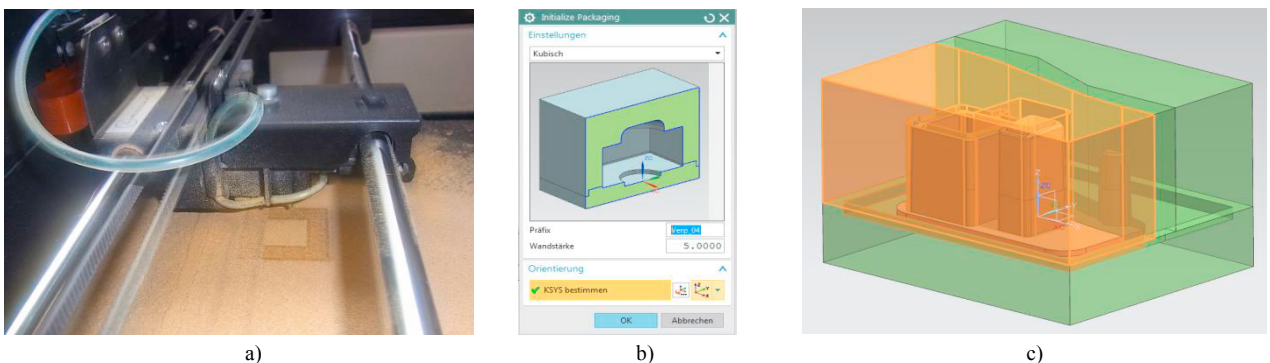 Initialize Packaging
Einstellungen
Kubisch
Präfix
Verp_04
Wandstärke
5.0000
Orientierung
KSYS bestimmen
OK Abbrechen
a) b) c)